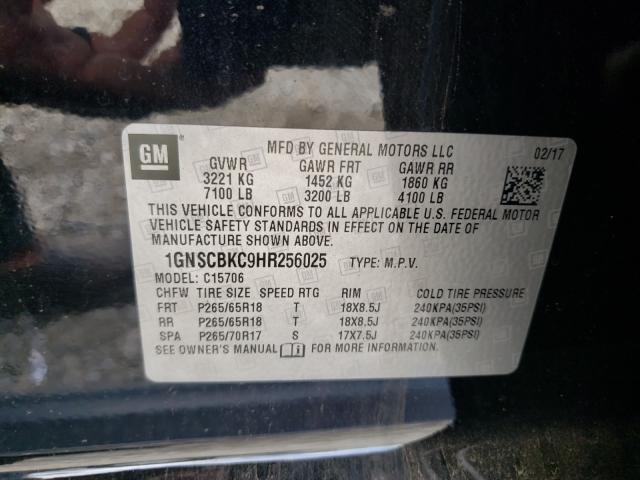 GM
MFD BY GENERAL MOTORS LLC 02/17
GVWR GAWR FRT GAWR RR
3221 KG 1452 KG 1860 KG
7100 LB 3200 LB 4100 LB
THIS VEHICLE CONFORMS TO ALL APPLICABLE U.S. FEDERAL MOTOR
VEHICLE SAFETY STANDARDS IN EFFECT ON THE DATE OF
MANUFACTURE SHOWN ABOVE.
1GNSCBKC9HR256025 TYPE: M.P.V.
MODEL: C15706
CHFW TIRE SIZE SPEED RTG RIM COLD TIRE PRESSURE
FRT P265/65R18 T 18X8.5J 240KPA(35PSI)
RR P265/65R18 T 18X8.5J 240KPA(35PSI)
SPA P265/70R17 S 17X7.5J 240KPA(35PSI)
SEE OWNER'S MANUAL FOR MORE INFORMATION.